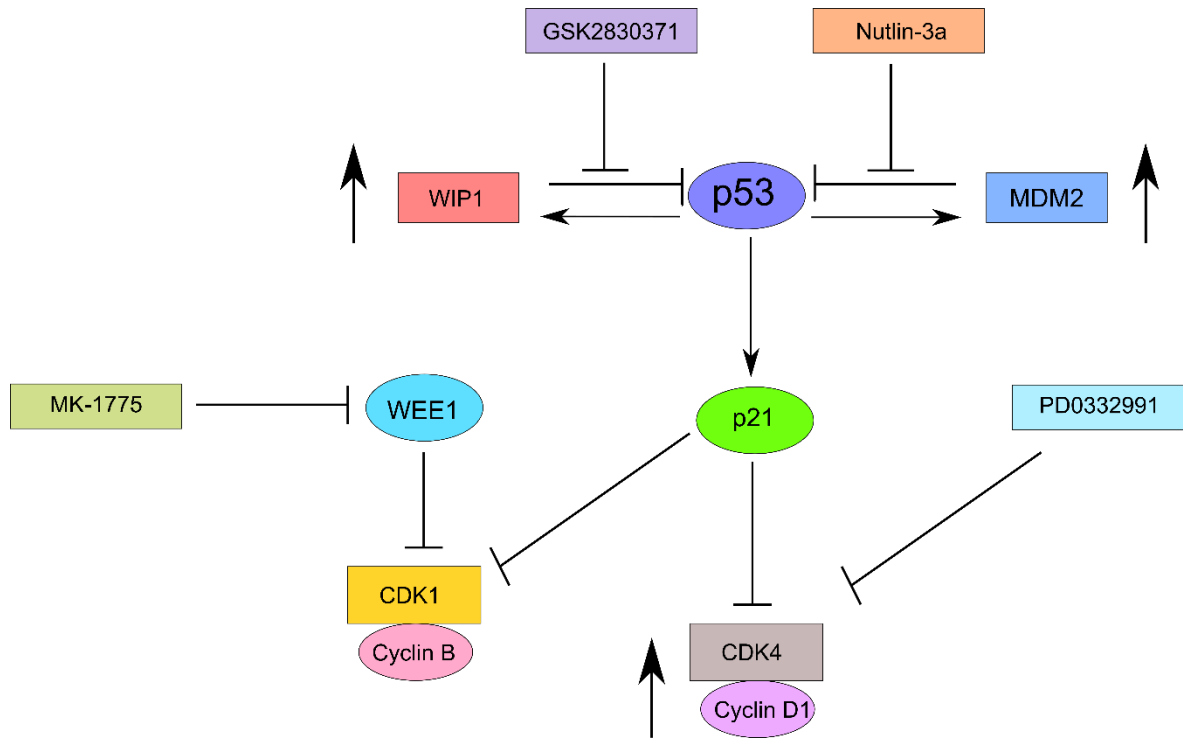 GSK2830371
Nutlin-3a
WIP1
p53
MDM2
MK-1775
WEE1
p21
PD0332991
CDK1
Cyclin B
CDK4
Cyclin D1